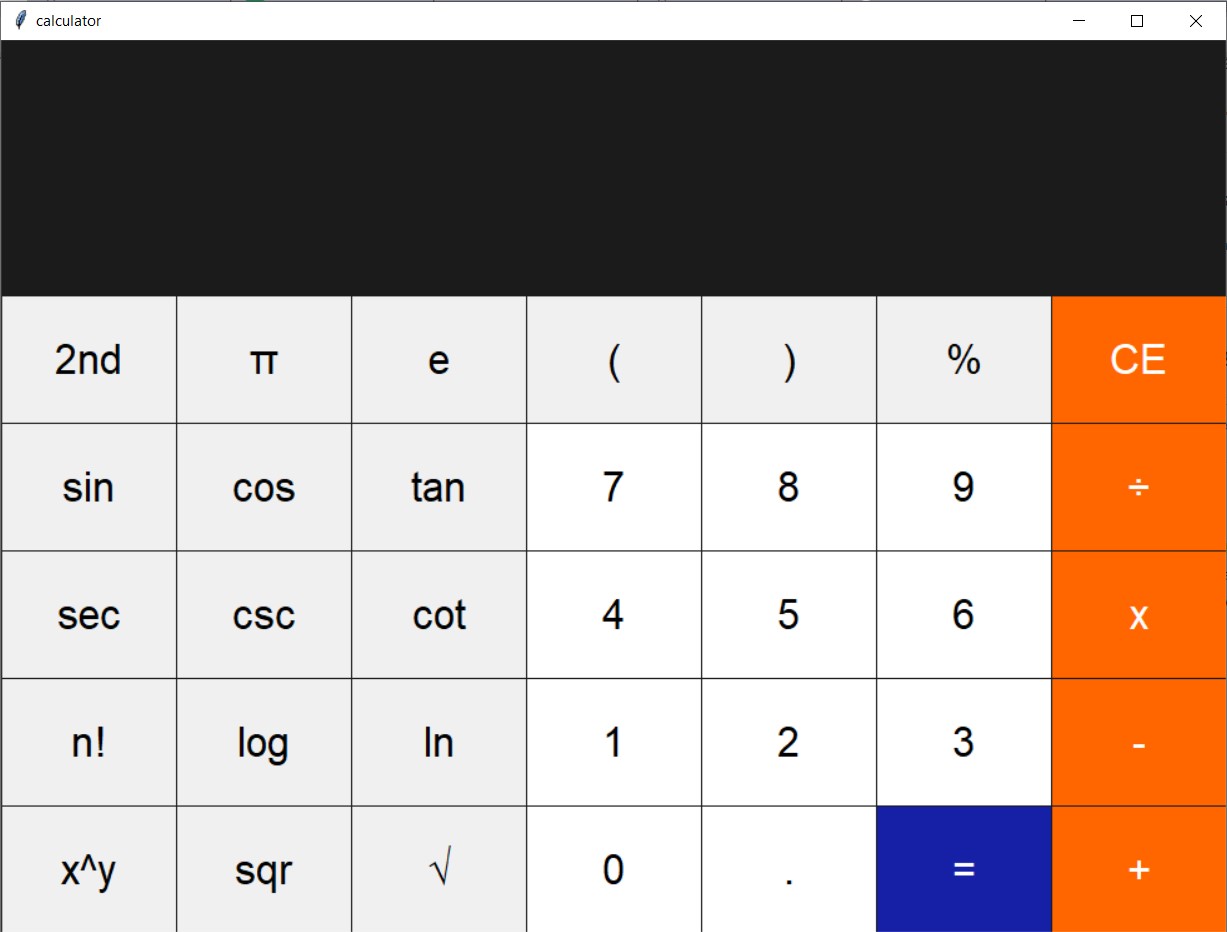 calculator
2nd π e ( ) % CE
sin cos tan 7 8 9 ÷
sec csc cot 4 5 6 x
n! log ln 1 2 3 -
x^y sqr √ 0 . = +